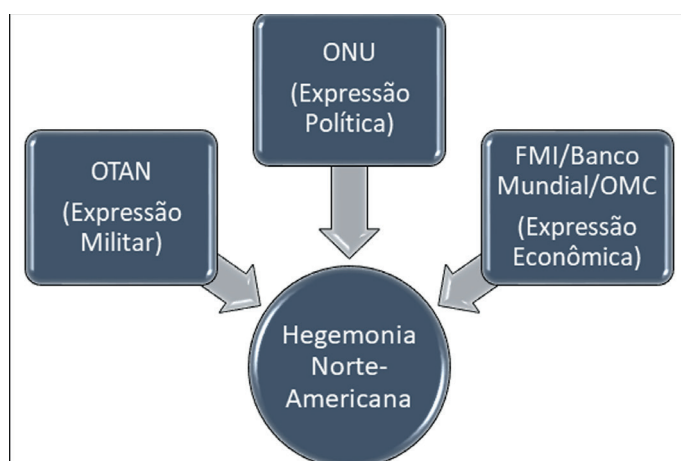 ONU
(Expressão
Política)
OTAN
(Expressão
Militar)
FMI/Banco
Mundial/OMC
(Expressão
Econômica)
Hegemonia
Norte-
Americana